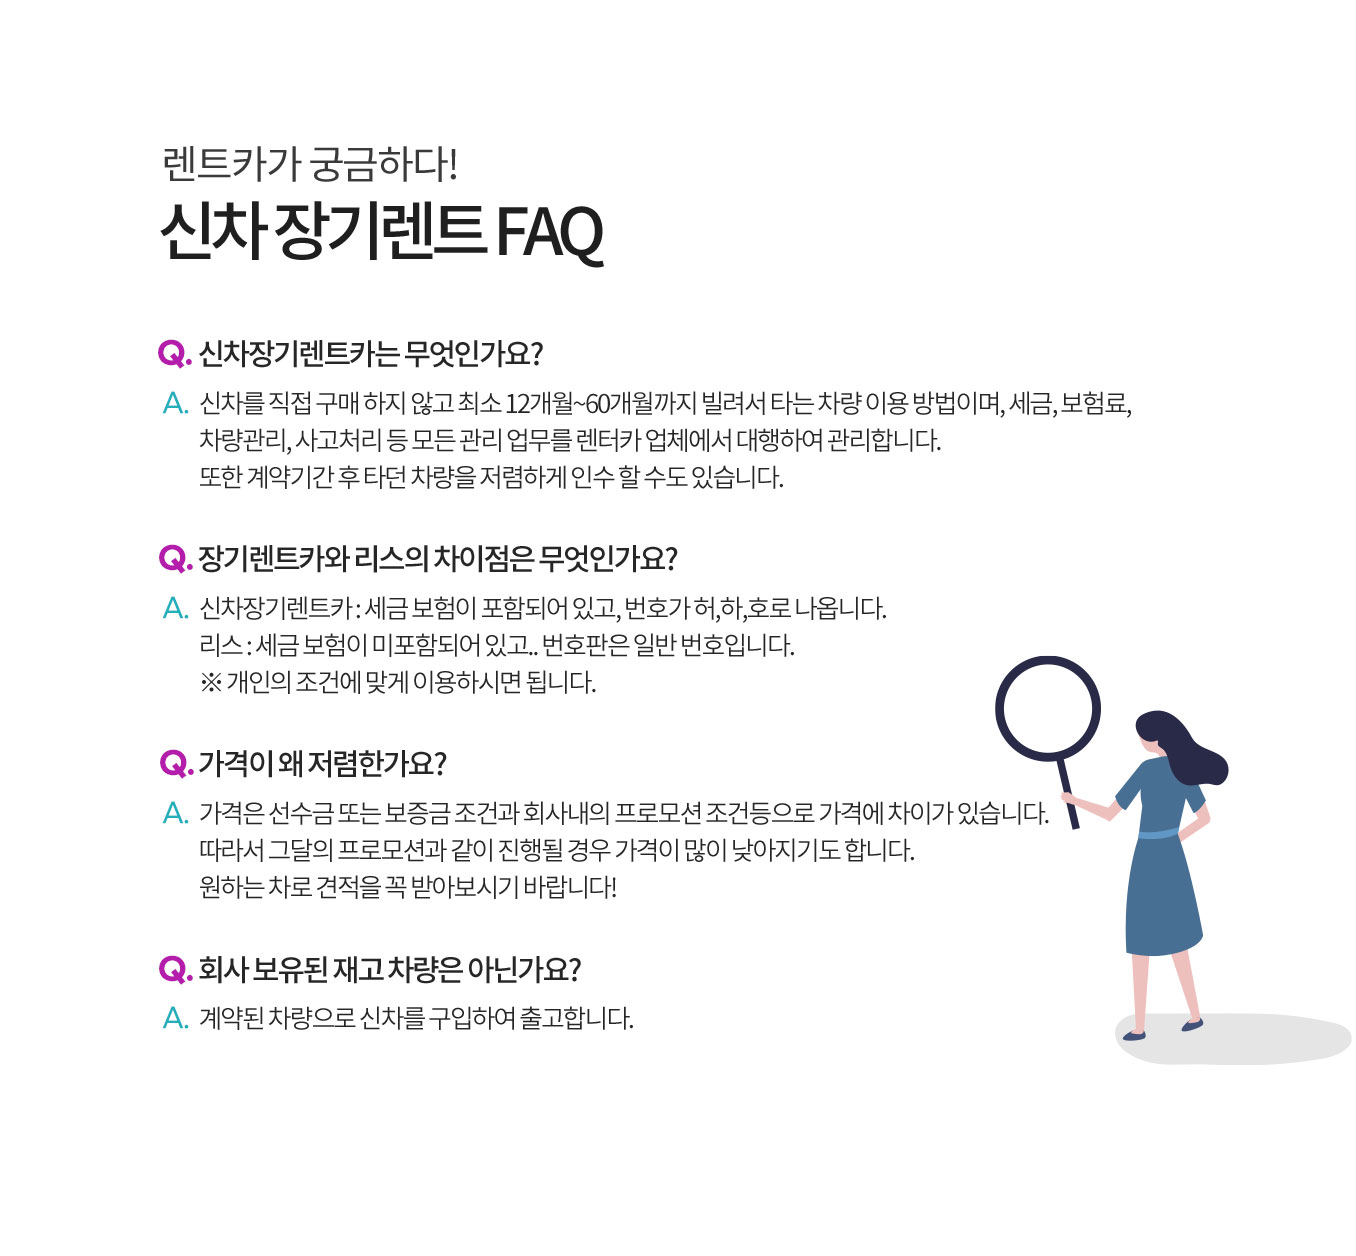 렌트카가 궁금하다!
신차 장기렌트 FAQ
Q. 신차장기렌트카는 무엇인가요?
A. 신차를 직접 구매 하지 않고 최소 12개월~60개월까지 빌려서 타는 차량 이용 방법이며, 세금, 보험료,
차량관리, 사고처리 등 모든 관리 업무를 렌터카 업체에서 대행하여 관리합니다.
또한 계약기간 후 타던 차량을 저렴하게 인수 할 수도 있습니다.
Q. 장기렌트카와 리스의 차이점은 무엇인가요?
A. 신차장기렌트카 : 세금 보험이 포함되어 있고, 번호가 허,하,호로 나옵니다.
리스 : 세금 보험이 미포함되어 있고.. 번호판은 일반 번호입니다.
※ 개인의 조건에 맞게 이용하시면 됩니다.
Q. 가격이 왜 저렴한가요?
A. 가격은 선수금 또는 보증금 조건과 회사내의 프로모션 조건등으로 가격에 차이가 있습니다.
따라서 그달의 프로모션과 같이 진행될 경우 가격이 많이 낮아지기도 합니다.
원하는 차로 견적을 꼭 받아보시기 바랍니다!
Q. 회사 보유된 재고 차량은 아닌가요?
A. 계약된 차량으로 신차를 구입하여 출고합니다.